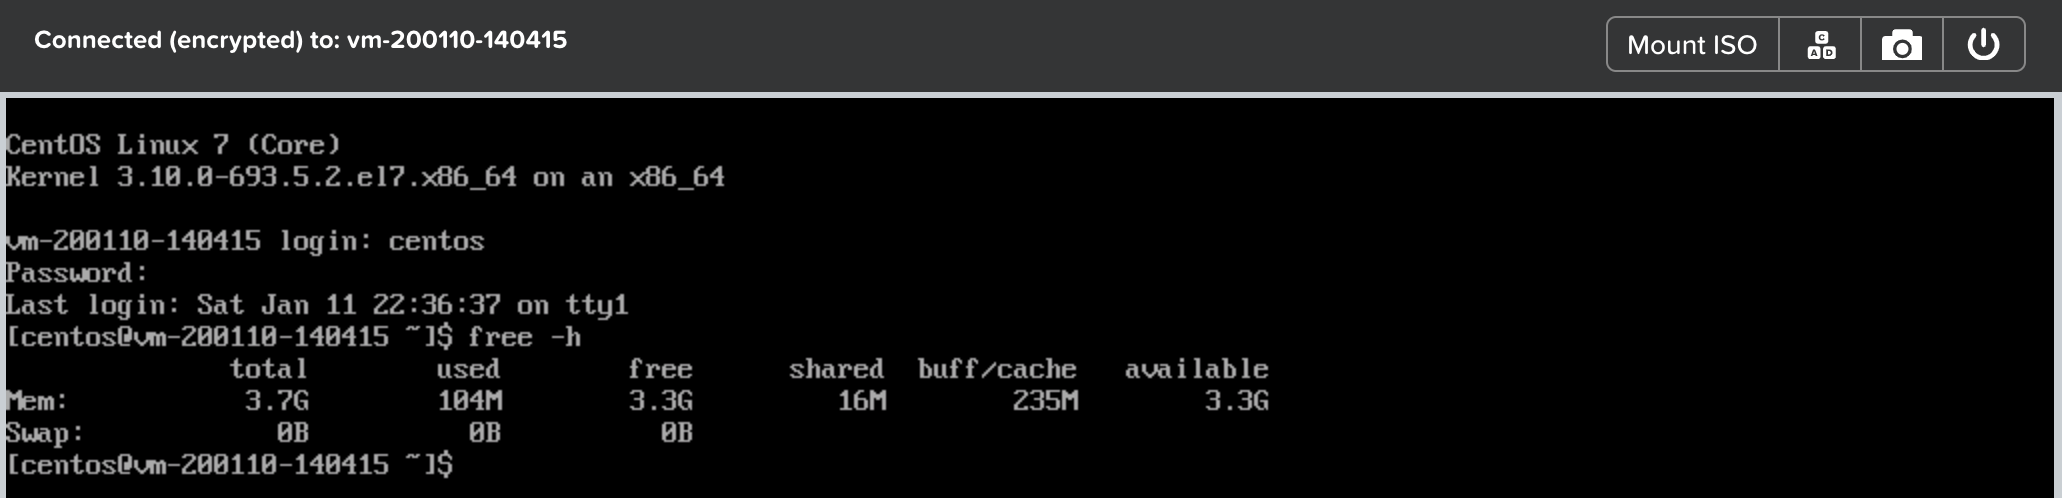 Connected (encrypted) to: vm-200110-140415
Mount ISO
C
A D
CentOS Linux 7 (Core)
Kernel 3.10.0-693.5.2.el7.x86_64 on an x86_64
vm-200110-140415 login: centos
Password:
Last login: Sat Jan 11 22:36:37 on tty1
[centos@vm-200110-140415 ~]$ free -h
total used free shared buff/cache available
Mem: 3.7G 104M 3.3G 16M 235M 3.3G
Swap: 0B 0B 0B
[centos@vm-200110-140415 ~]$